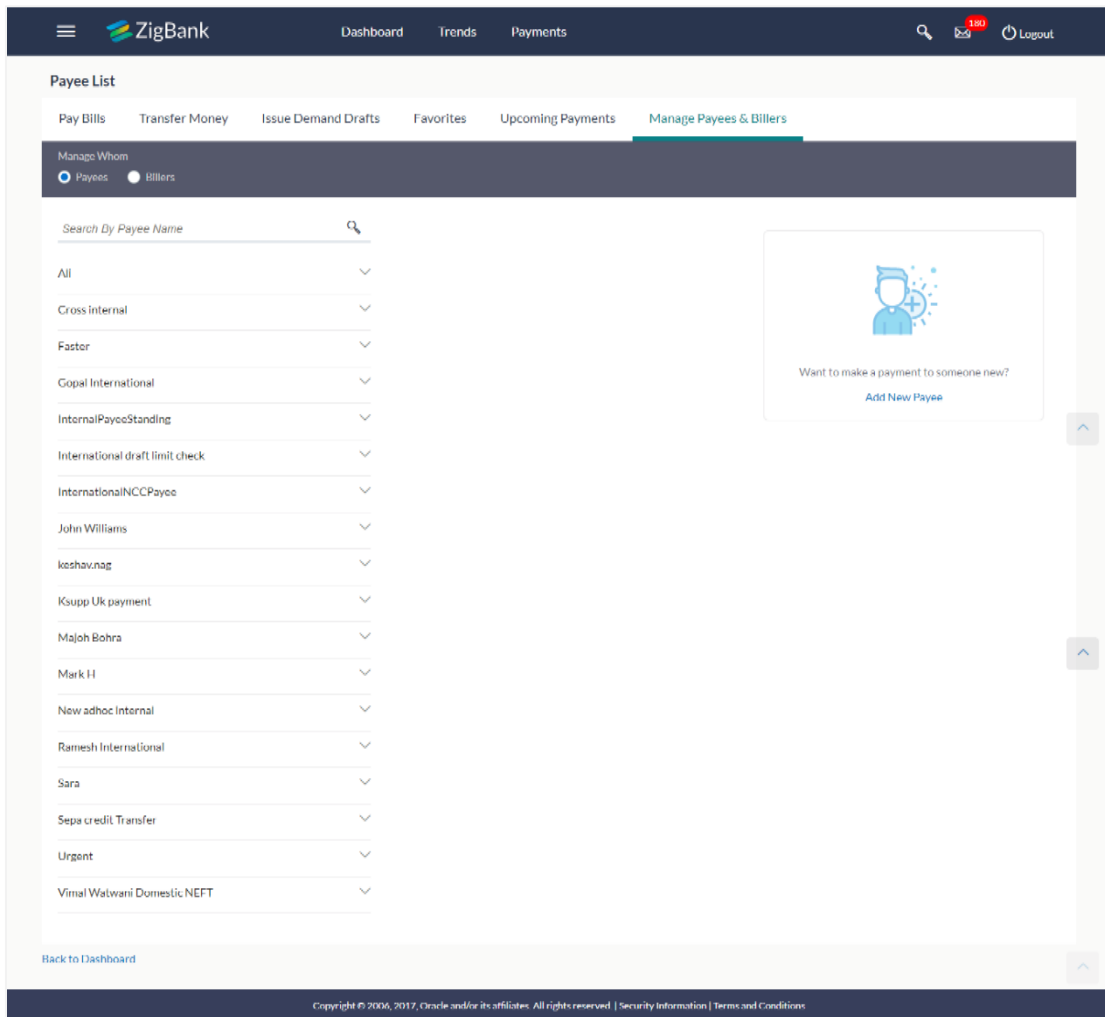 ZigBank Dashboard Trends Payments 180 Logout
Payee List
Pay Bills Transfer Money Issue Demand Drafts Favorites Upcoming Payments Manage Payees & Billers
Manage Whom
Payees Billers
Search By Payee Name
All
Cross internal
Faster
Gopal International
InternalPayeeStanding
International draft limit check
InternationalNCCPayee
John Williams
keshav.nag
Ksupp Uk payment
Majoh Bohra
Mark H
New adhoc Internal
Ramesh International
Sara
Sepa credit Transfer
Urgent
Vimal Watwani Domestic NEFT
Want to make a payment to someone new?
Add New Payee
Back to Dashboard
Copyright © 2006, 2017, Oracle and/or its affiliates. All rights reserved. | Security Information | Terms and Conditions